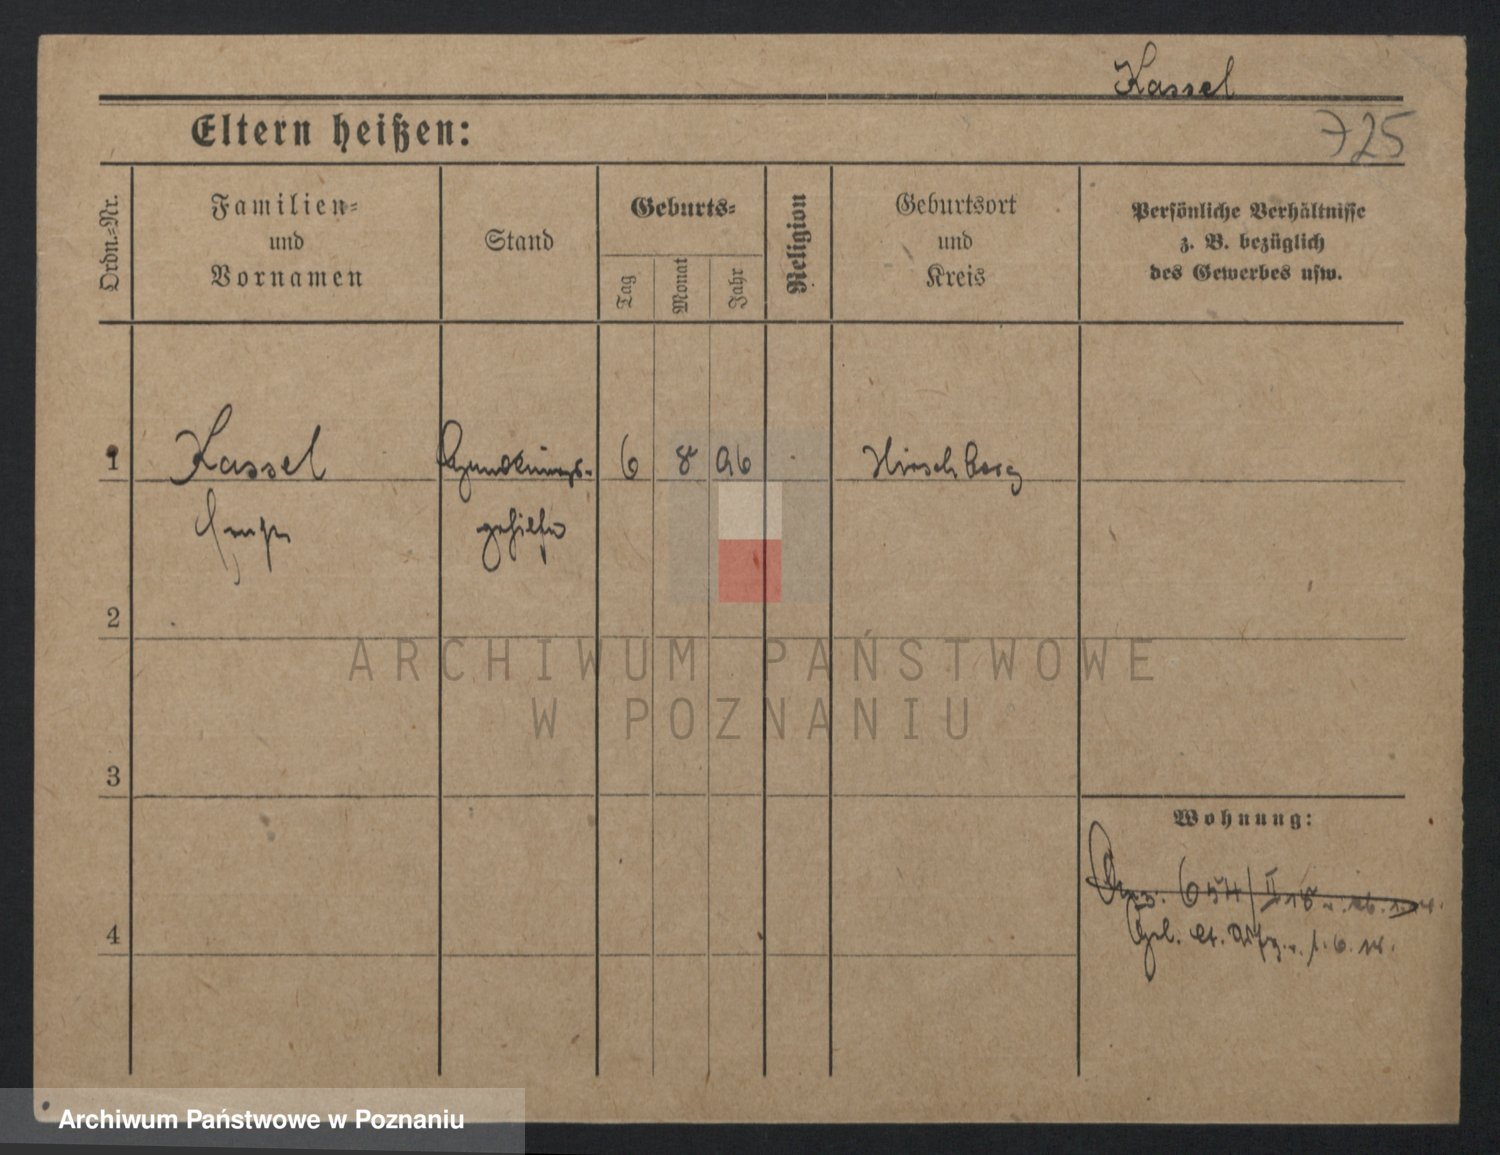 Kassel
725
Eltern heißen:
Ordn.-Nr.
Familien-
und
Vornamen
Stand
Geburts-
Tag
Monat
Jahr
Religion
Geburtsort
und
Kreis
Persönliche Verhältnisse
z. B. bezüglich
des Gewerbes usw.
1
Kassel
6 8 96
Hirschberg
gehilfe
2
ARCHIWUM PAŃSTWOWE
W POZNANIU
3
Wohnung:
4
Archiwum Państwowe w Poznaniu